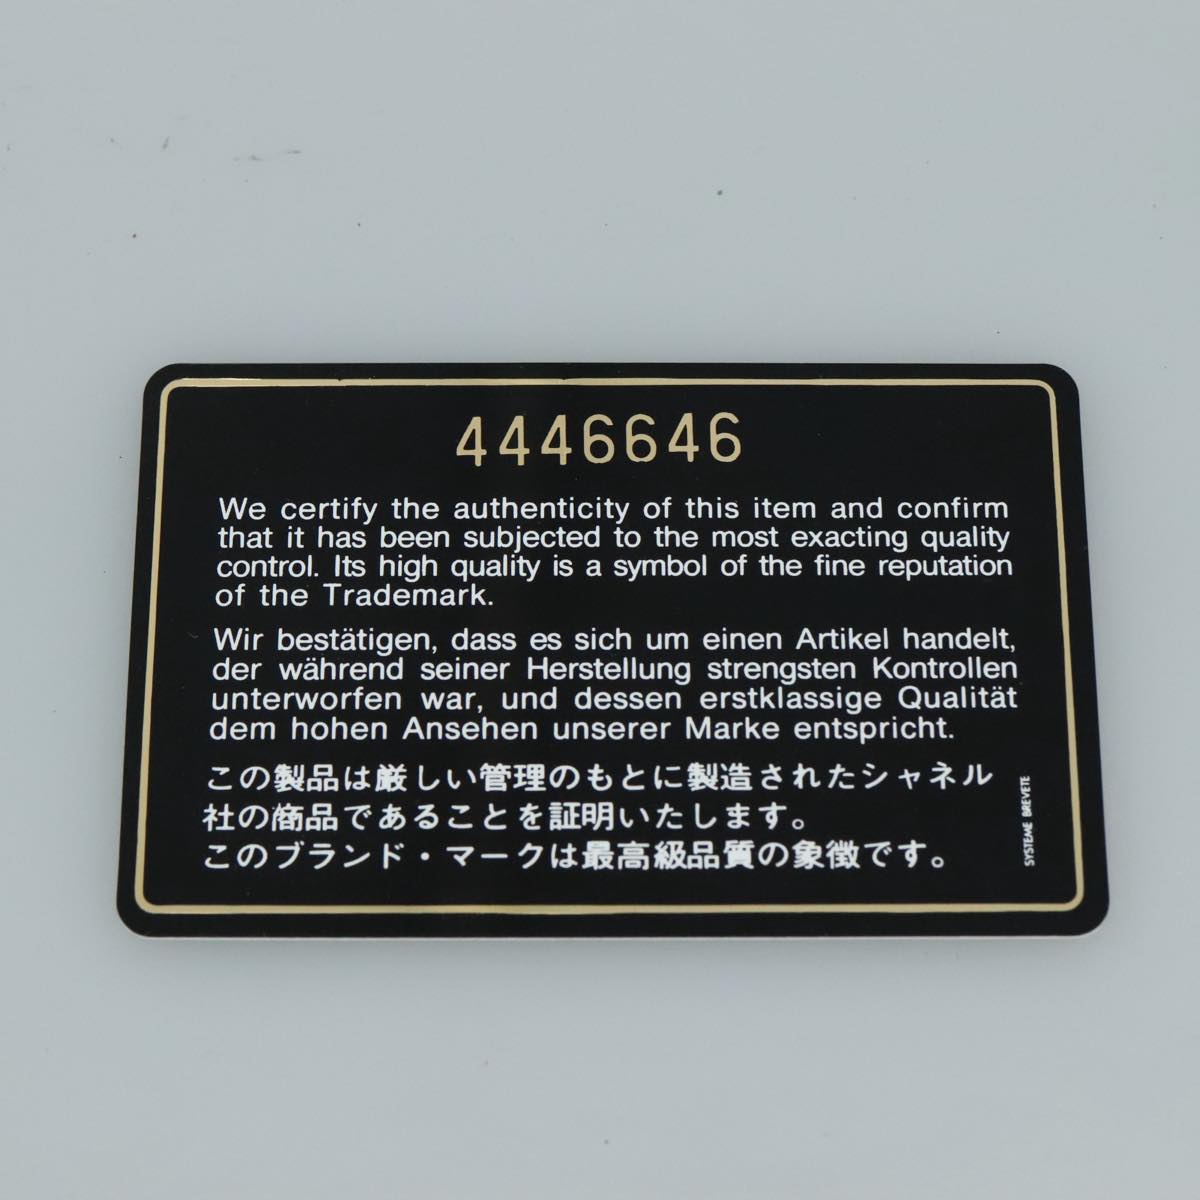 4446646
We certify the authenticity of this item and confirm
that it has been subjected to the most exacting quality
control. Its high quality is a symbol of the fine reputation
of the Trademark.
Wir bestätigen, dass es sich um einen Artikel handelt,
der während seiner Herstellung strengsten Kontrollen
unterworfen war, und dessen erstklassige Qualität
dem hohen Ansehen unserer Marke entspricht.
この製品は厳しい管理のもとに製造されたシャネル
社の商品であることを証明いたします。
このブランド・マークは最高級品質の象徴です。
SYSTEME BREVETE